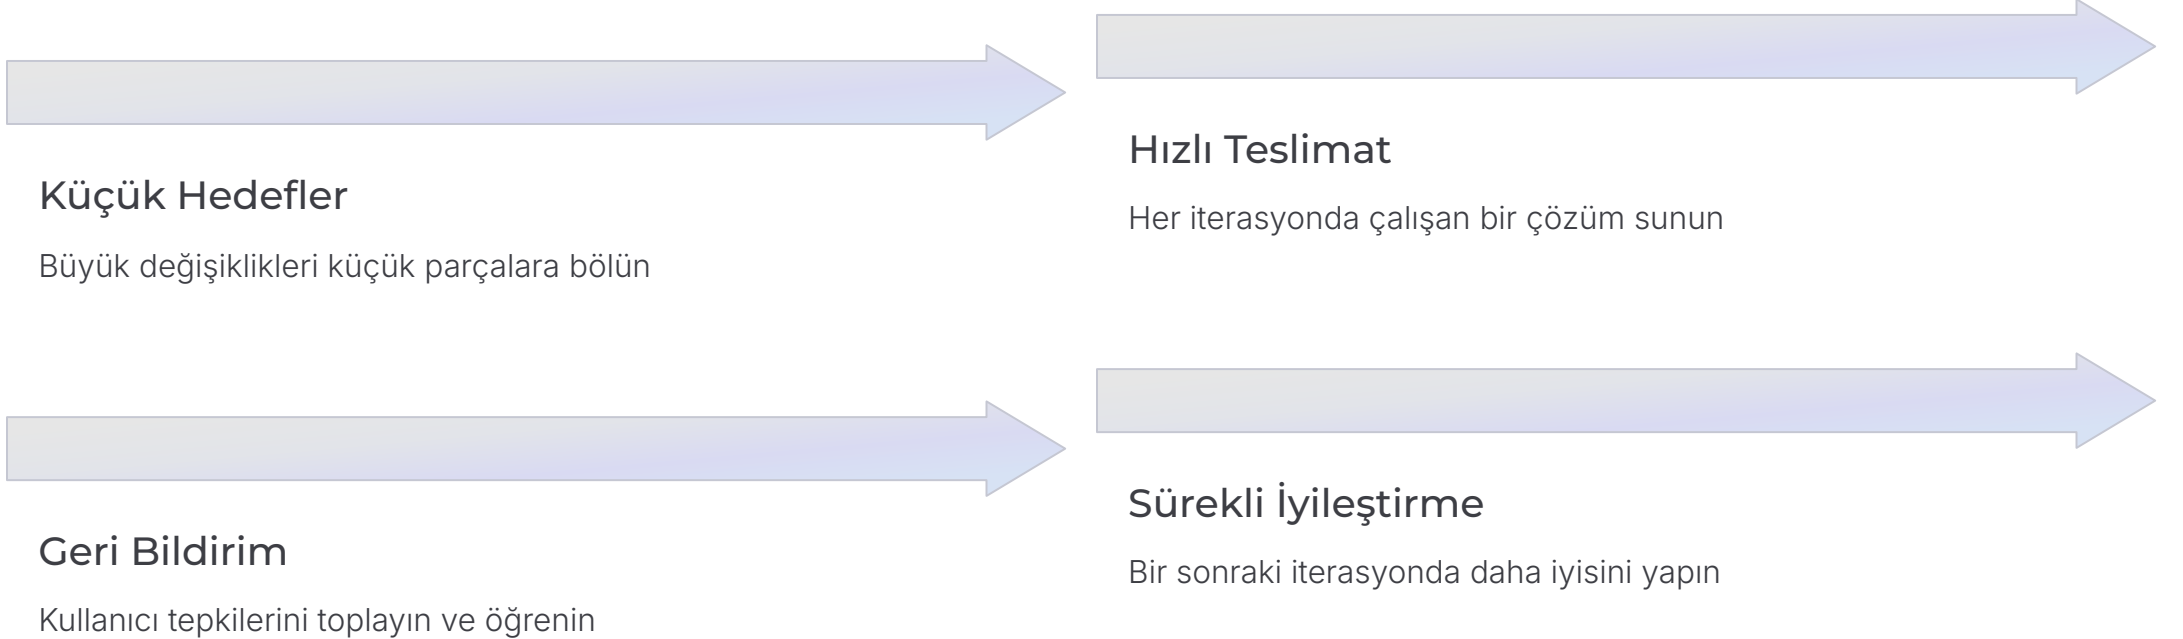 Küçük Hedefler
Büyük değişiklikleri küçük parçalara bölün
Hızlı Teslimat
Her iterasyonda çalışan bir çözüm sunun
Geri Bildirim
Kullanıcı tepkilerini toplayın ve öğrenin
Sürekli İyileştirme
Bir sonraki iterasyonda daha iyisini yapın